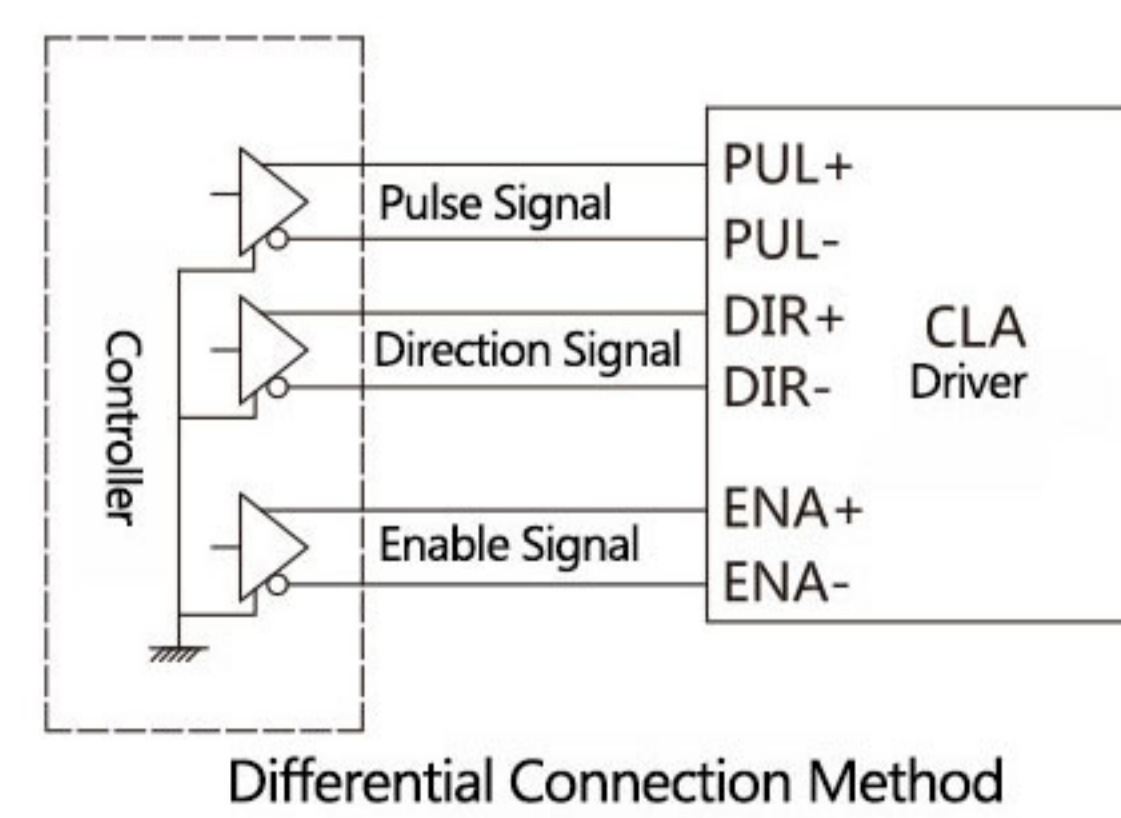 PUL+
Pulse Signal
PUL-
DIR+
Direction Signal
DIR-
CLA
Driver
Controller
ENA+
Enable Signal
ENA-
Differential Connection Method